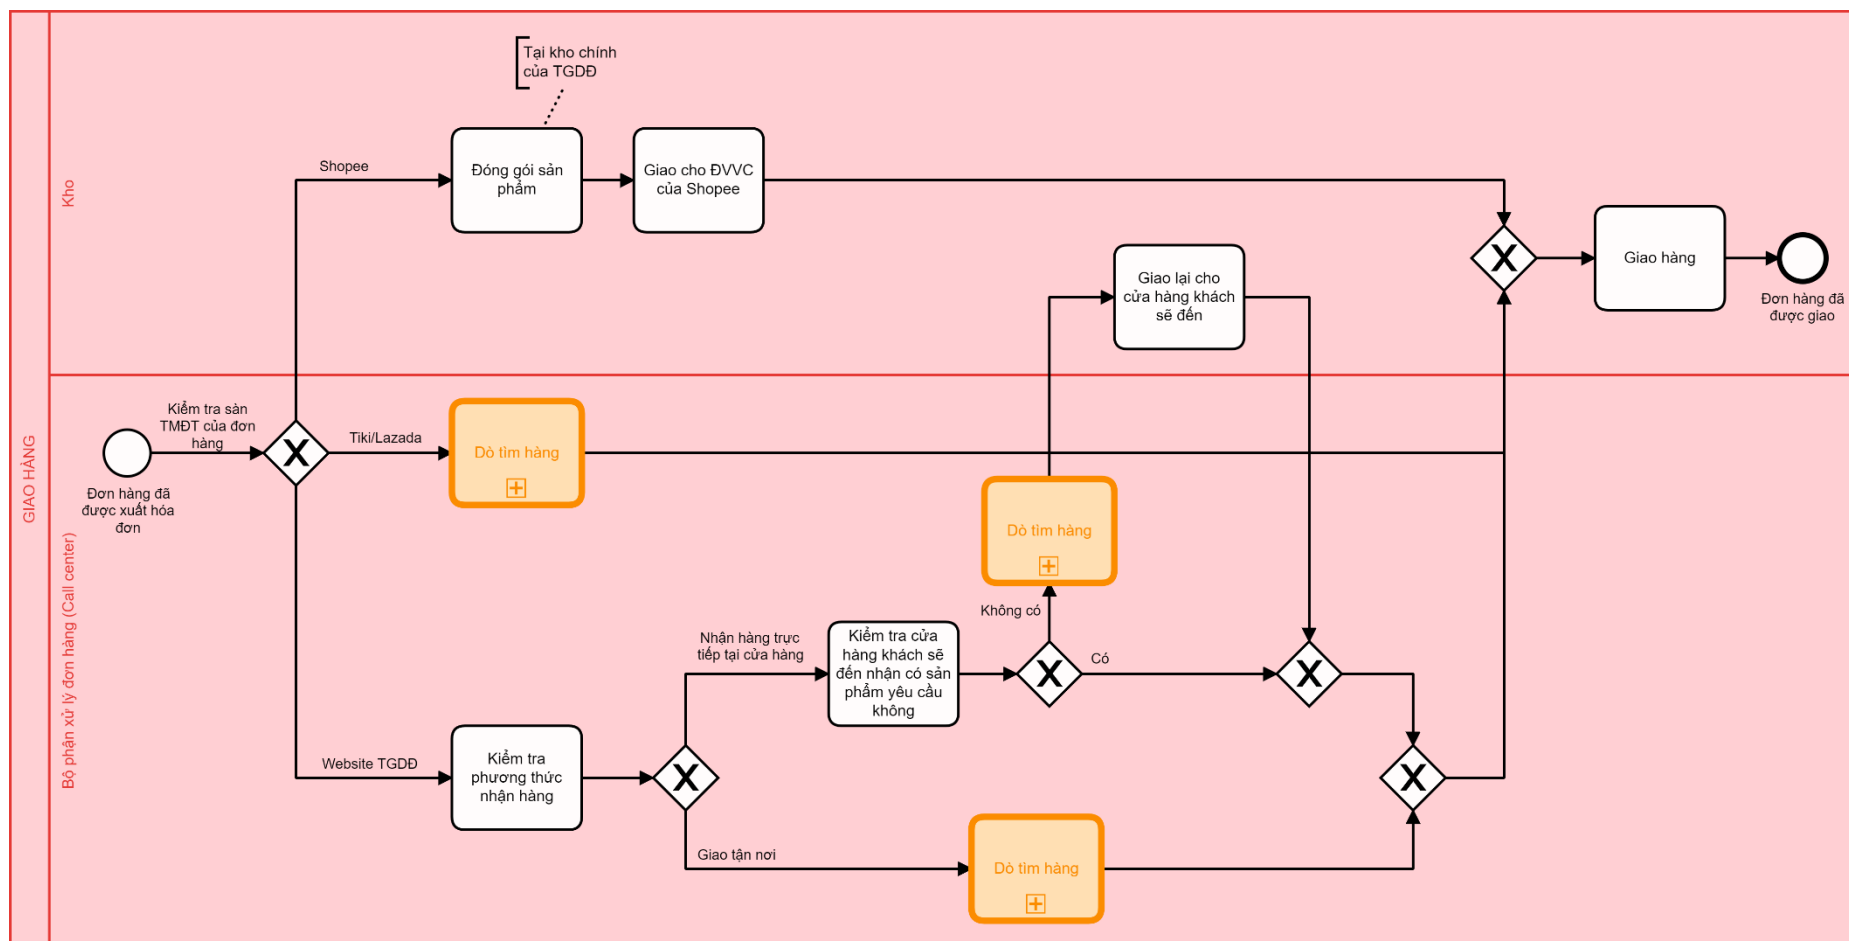 GIAO HÀNG
Kho
Tại kho chính
của TGDĐ
Shopee
Đóng gói sản
phẩm
Giao cho ĐVVC
của Shopee
Giao lại cho
cửa hàng khách
sẽ đến
Giao hàng
Đơn hàng đã
được giao
Bộ phận xử lý đơn hàng (Call center)
Đơn hàng đã
được xuất hóa
đơn
Kiểm tra sàn
TMĐT của đơn
hàng
Tiki/Lazada
Dò tìm hàng
Dò tìm hàng
Không có
Nhận hàng trực
tiếp tại cửa hàng
Kiểm tra cửa
hàng khách sẽ
đến nhận có sản
phẩm yêu cầu
không
Có
Website TGDĐ
Kiểm tra
phương thức
nhận hàng
Giao tận nơi
Dò tìm hàng